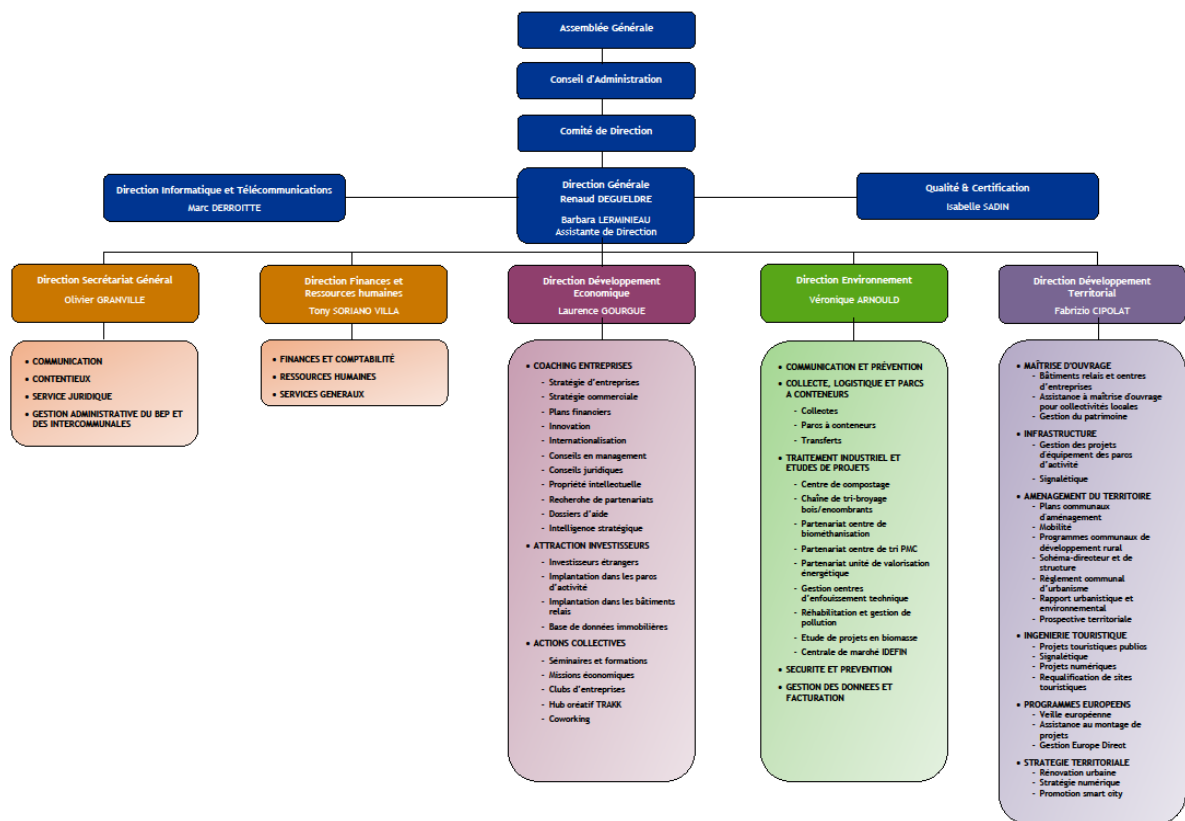 Assemblée Générale
Conseil d'Administration
Comité de Direction
Direction Informatique et Télécommunications
Marc DERROITTE
Direction Générale
Renaud DEGUELDRE
Barbara LERMINIEAU
Assistante de Direction
Qualité & Certification
Isabelle SADIN
Direction Secrétariat Général
Olivier GRANVILLE
Direction Finances et
Ressources humaines
Tony SORIANO VILLA
Direction Développement
Economique
Laurence GOURGUE
Direction Environnement
Véronique ARNOULD
Direction Développement
Territorial
Fabrizio CIPOLAT
• COMMUNICATION
• CONTENTIEUX
• SERVICE JURIDIQUE
• GESTION ADMINISTRATIVE DU BEP ET
DES INTERCOMMUNALES
• FINANCES ET COMPTABILITÉ
• RESSOURCES HUMAINES
• SERVICES GENERAUX
• COACHING ENTREPRISES
- Stratégie d'entreprises
- Stratégie commerciale
- Plans financiers
- Innovation
- Internationalisation
- Conseils en management
- Conseils juridiques
- Propriété intellectuelle
- Recherche de partenariats
- Dossiers d'aide
- Intelligence stratégique
• ATTRACTION INVESTISSEURS
- Investisseurs étrangers
- Implantation dans les parcs
d'activité
- Implantation dans les bâtiments
relais
- Base de données immobilières
• ACTIONS COLLECTIVES
- Séminaires et formations
- Missions économiques
- Clubs d'entreprises
- Hub créatif TRAKK
- Coworking
• COMMUNICATION ET PRÉVENTION
• COLLECTE, LOGISTIQUE ET PARCS
A CONTENEURS
- Collectes
- Parcs à conteneurs
- Transferts
• TRAITEMENT INDUSTRIEL ET
ETUDES DE PROJETS
- Centre de compostage
- Chaîne de tri-broyage
bois/encombrants
- Partenariat centre de
biométhanisation
- Partenariat centre de tri PMC
- Partenariat unité de valorisation
énergétique
- Gestion centres
d'enfouissement technique
- Réhabilitation et gestion de
pollution
- Etude de projets en biomasse
- Centrale de marché IDEFIN
• SECURITE ET PREVENTION
• GESTION DES DONNEES ET
FACTURATION
• MAÎTRISE D'OUVRAGE
- Bâtiments relais et centres
d'entreprises
- Assistance à maîtrise d'ouvrage
pour collectivités locales
- Gestion du patrimoine
• INFRASTRUCTURE
- Gestion des projets
d'équipement des parcs
d'activité
- Signalétique
• AMENAGEMENT DU TERRITOIRE
- Plans communaux
d'aménagement
- Mobilité
- Programmes communaux de
développement rural
- Schéma-directeur et de
structure
- Règlement communal
d'urbanisme
- Rapport urbanistique et
environnemental
- Prospective territoriale
• INGENIERIE TOURISTIQUE
- Projets touristiques publics
- Signalétique
- Projets numériques
- Requalification de sites
touristiques
• PROGRAMMES EUROPEENS
- Veille européenne
- Assistance au montage de
projets
- Gestion Europe Direct
• STRATEGIE TERRITORIALE
- Rénovation urbaine
- Stratégie numérique
- Promotion smart city